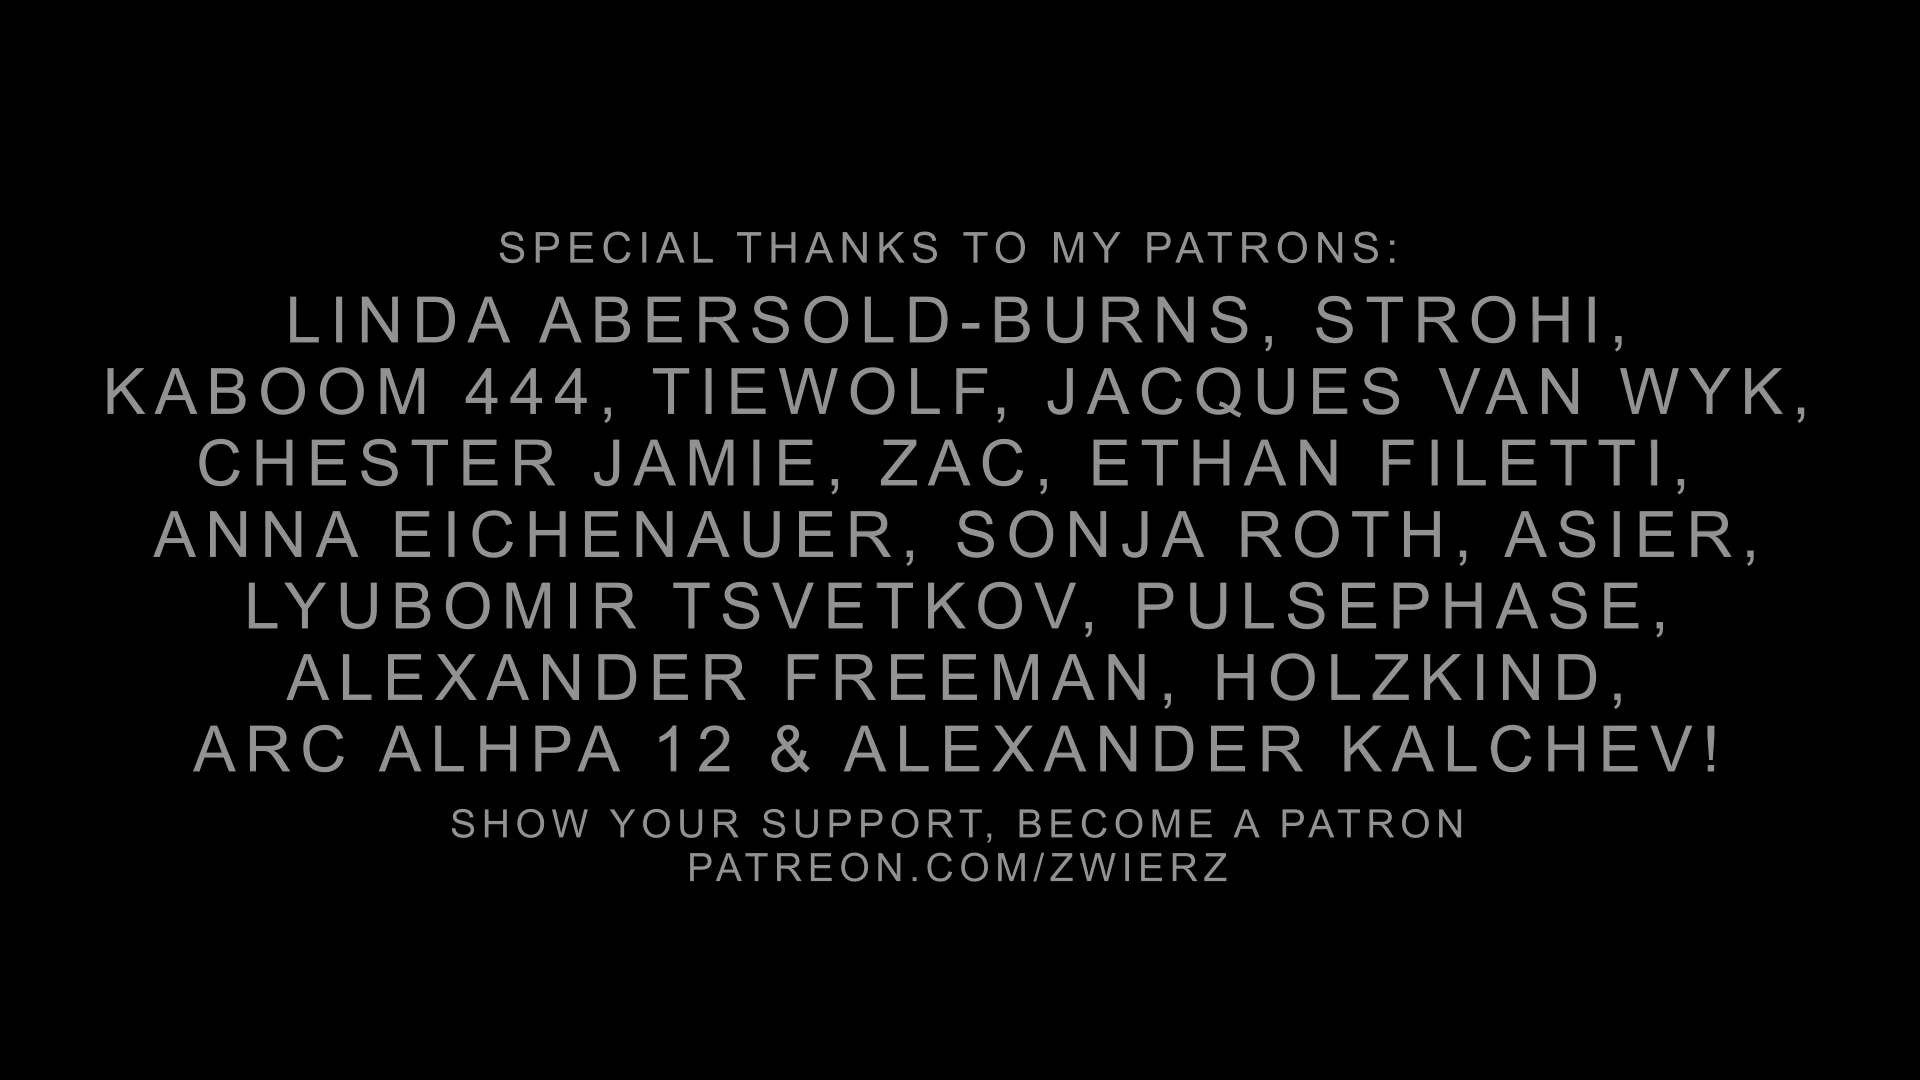 SPECIAL THANKS TO MY PATRONS:
LINDA ABERSOLD-BURNS, STROHI,
KABOOM 444, TIEWOLF, JACQUES VAN WYK,
CHESTER JAMIE, ZAC, ETHAN FILETTI,
ANNA EICHENAUER, SONJA ROTH, ASIER,
LYUBOMIR TSVETKOV, PULSEPHASE,
ALEXANDER FREEMAN, HOLZKIND,
ARC ALHPA 12 & ALEXANDER KALCHEV!
SHOW YOUR SUPPORT, BECOME A PATRON
PATREON.COM/ZWIERZ